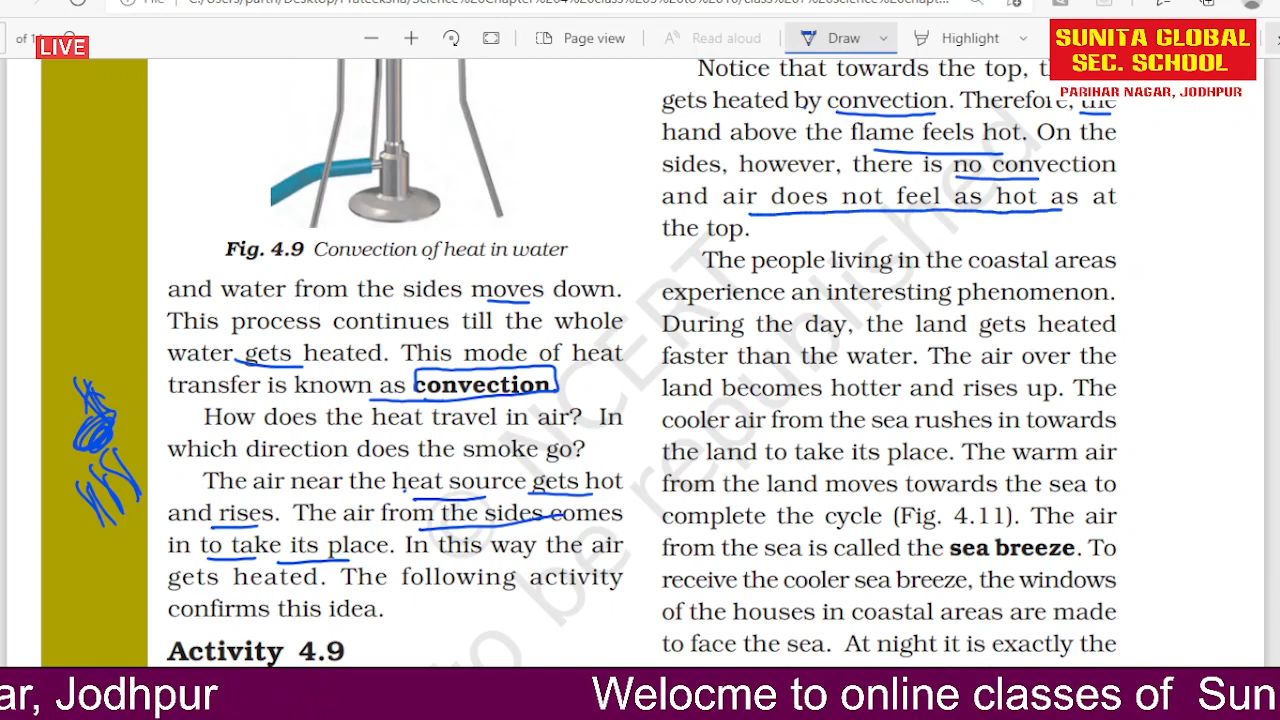 of 1
LIVE
Page view
Read aloud
Draw
Highlight
SUNITA GLOBAL
SEC. SCHOOL
PARIHAR NAGAR, JODHPUR
Fig. 4.9 Convection of heat in water
and water from the sides moves down.
This process continues till the whole
water gets heated. This mode of heat
transfer is known as convection
How does the heat travel in air? In
which direction does the smoke go?
The air near the heat source gets hot
and rises. The air from the sides comes
in to take its place. In this way the air
gets heated. The following activity
confirms this idea.
Activity 4.9
Notice that towards the top,
gets heated by convection. Therefore, the
hand above the flame feels hot. On the
sides, however, there is no convection
and air does not feel as hot as at
the top.
The people living in the coastal areas
experience an interesting phenomenon.
During the day, the land gets heated
faster than the water. The air over the
land becomes hotter and rises up. The
cooler air from the sea rushes in towards
the land to take its place. The warm air
from the land moves towards the sea to
complete the cycle (Fig. 4.11). The air
from the sea is called the sea breeze. To
receive the cooler sea breeze, the windows
of the houses in coastal areas are made
to face the sea. At night it is exactly the
© NCERT
to be republished
ar, Jodhpur
Welocme to online classes of Sun